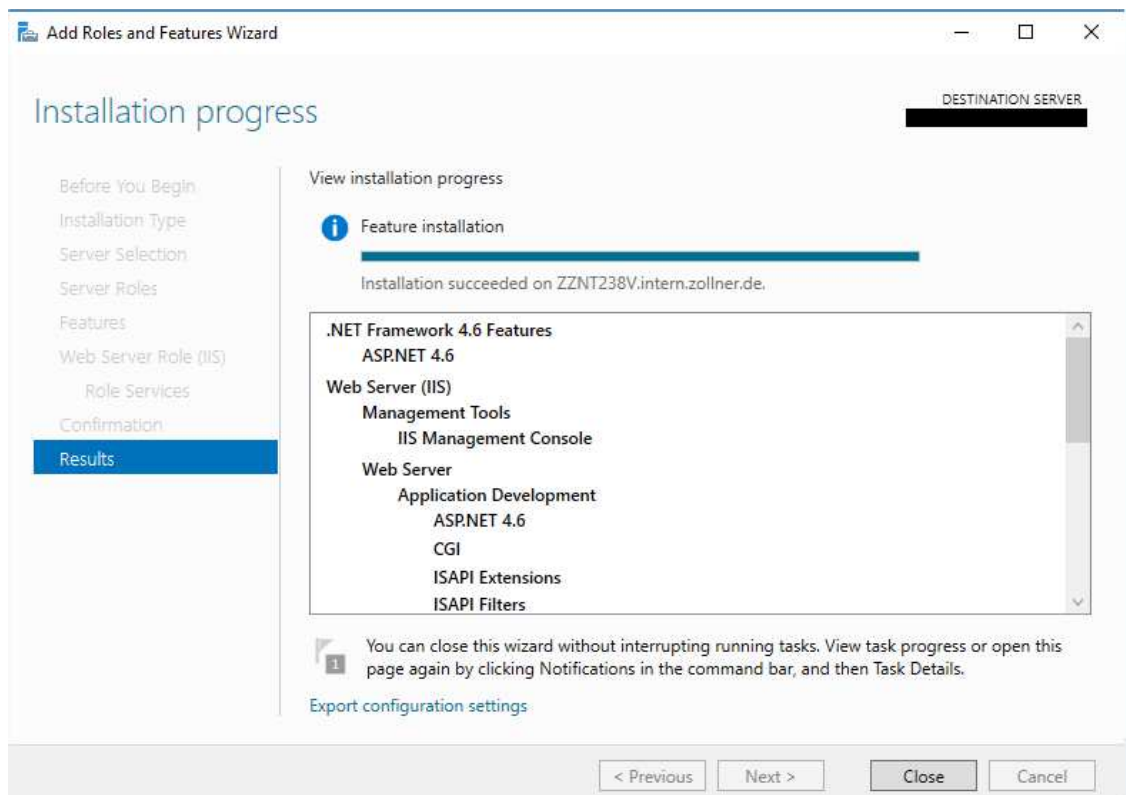 Add Roles and Features Wizard
Installation progress
DESTINATION SERVER
Before You Begin
Installation Type
Server Selection
Server Roles
Features
Web Server Role (IIS)
Role Services
Confirmation
Results
View installation progress
Feature installation
Installation succeeded on ZZNT238V.intern.zollner.de.
.NET Framework 4.6 Features
ASP.NET 4.6
Web Server (IIS)
Management Tools
IIS Management Console
Web Server
Application Development
ASP.NET 4.6
CGI
ISAPI Extensions
ISAPI Filters
1
You can close this wizard without interrupting running tasks. View task progress or open this
page again by clicking Notifications in the command bar, and then Task Details.
Export configuration settings
< Previous
Next >
Close
Cancel